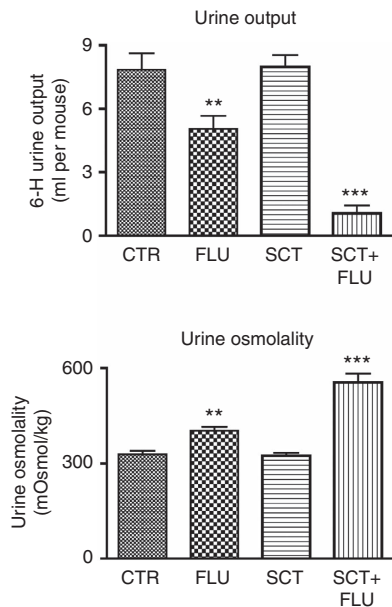 Urine output
6-H urine output
(ml per mouse)
9
6
3
0
**
***
CTR
FLU
SCT
SCT+
FLU
Urine osmolality
Urine osmolality
(mOsmol/kg)
600
300
0
**
***
CTR
FLU
SCT
SCT+
FLU